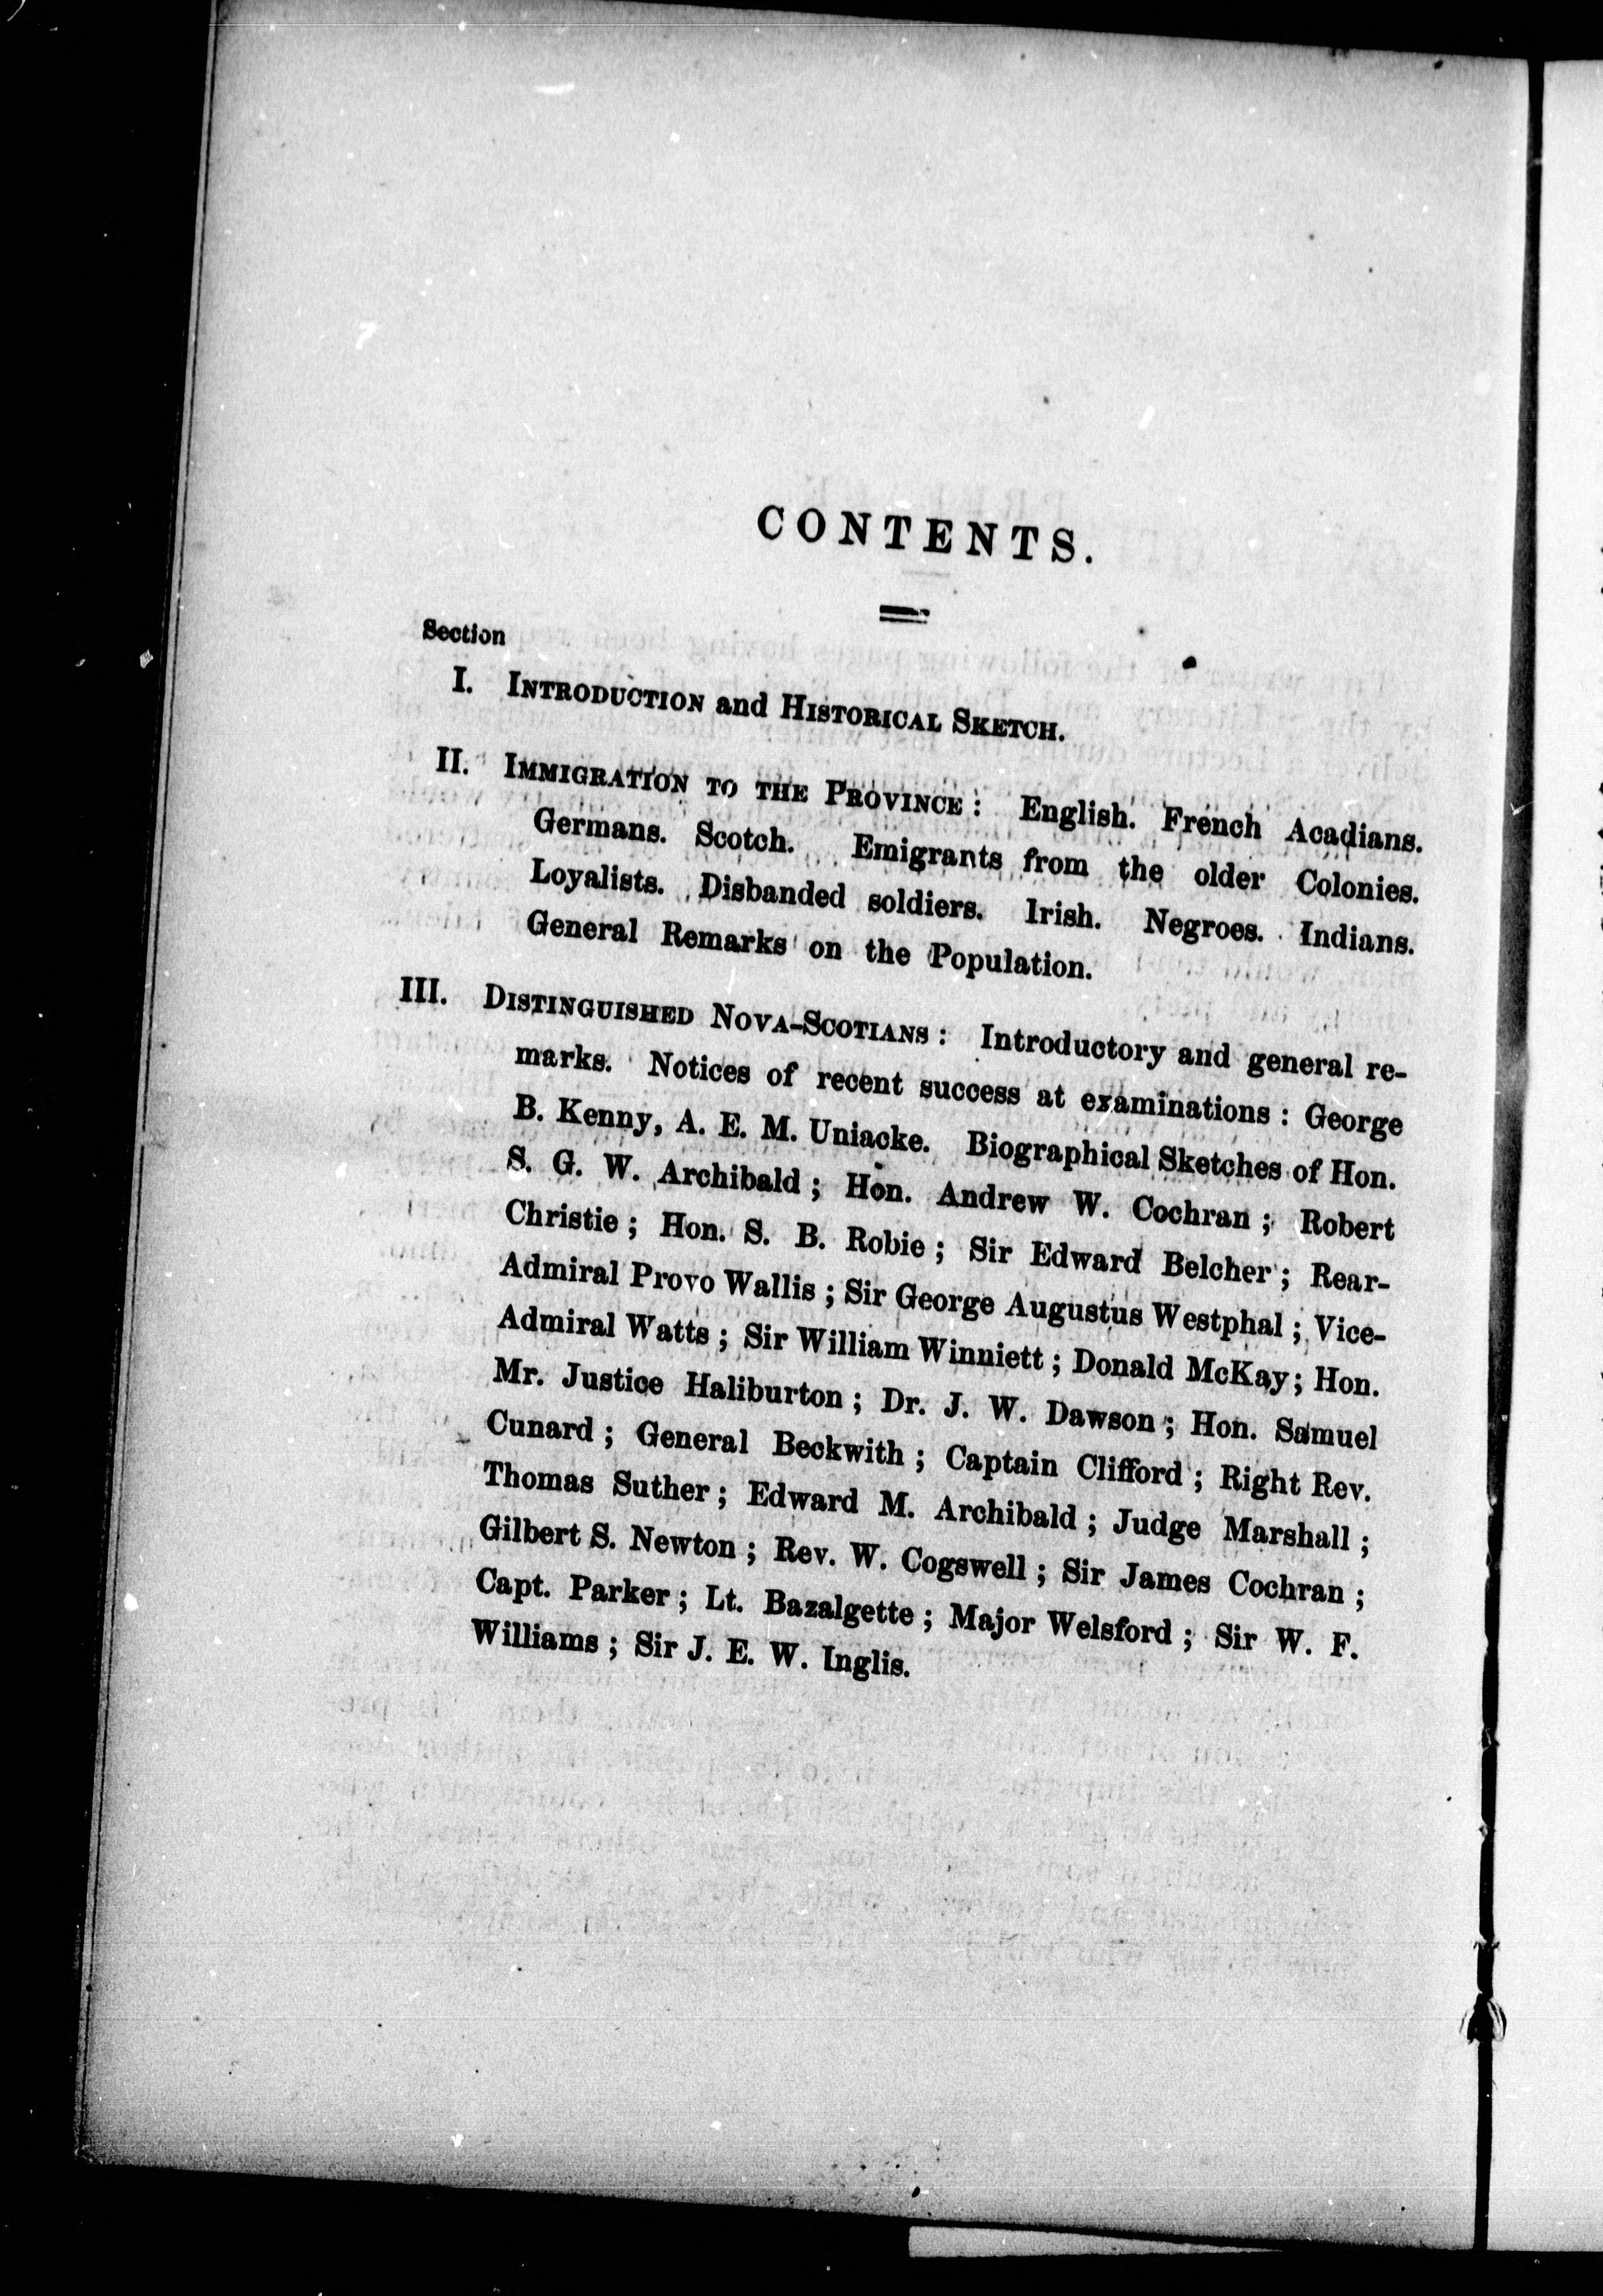 CONTENTS.
Section
I. INTRODUCTION and HISTORICAL SKETCH.
II. IMMIGRATION TO THE PROVINCE: English. French Acadians.
Germans. Scotch. Emigrants from the older Colonies.
Loyalists. Disbanded soldiers. Irish. Negroes. Indians.
General Remarks on the Population.
III. DISTINGUISHED NOVA-SCOTIANS: Introductory and general re-
marks. Notices of recent success at examinations: George
B. Kenny, A. E. M. Uniacke. Biographical Sketches of Hon.
S. G. W. Archibald; Hon. Andrew W. Cochran; Robert
Christie; Hon. S. B. Robie; Sir Edward Belcher; Rear-
Admiral Provo Wallis; Sir George Augustus Westphal; Vice-
Admiral Watts; Sir William Winniett; Donald McKay; Hon.
Mr. Justice Haliburton; Dr. J. W. Dawson; Hon. Samuel
Cunard; General Beckwith; Captain Clifford; Right Rev.
Thomas Suther; Edward M. Archibald; Judge Marshall;
Gilbert S. Newton; Rev. W. Cogswell; Sir James Cochran;
Capt. Parker; Lt. Bazalgette; Major Welsford; Sir W. F.
Williams; Sir J. E. W. Inglis.